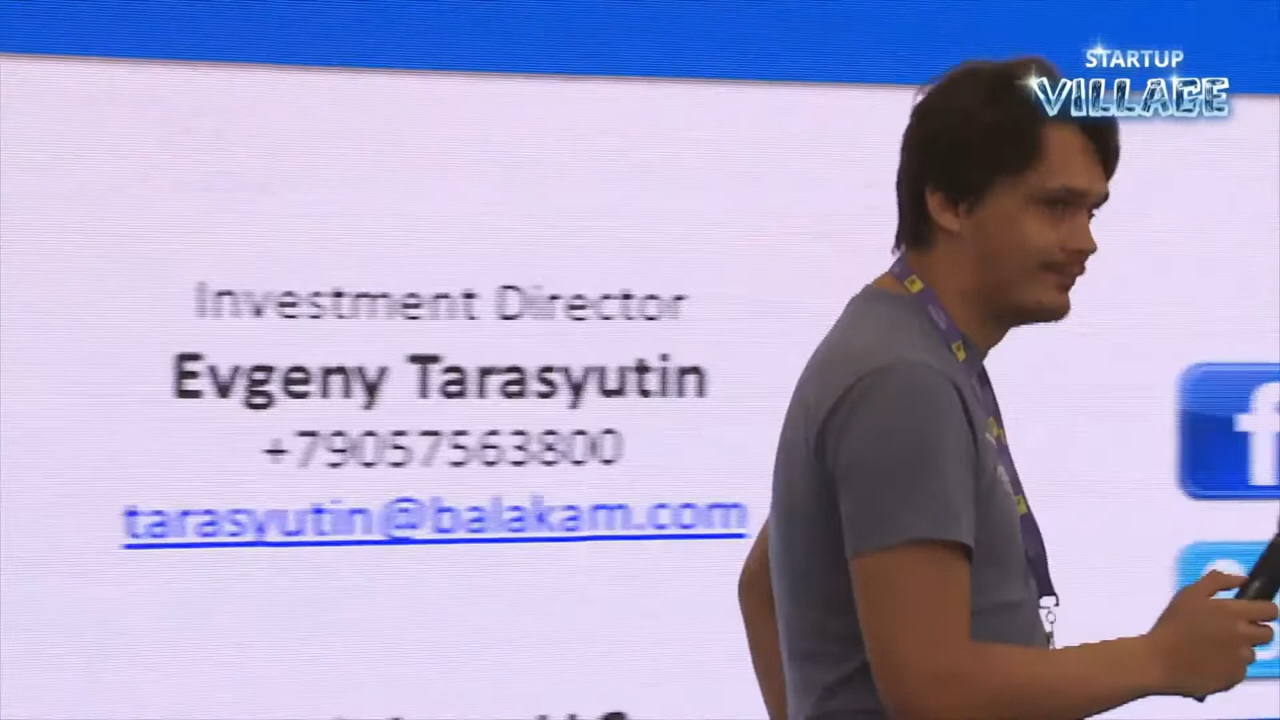 STARTUP
VILLAGE
Investment Director
Evgeny Tarasyutin
+79057563800
tarasyutin@balakam.com
f